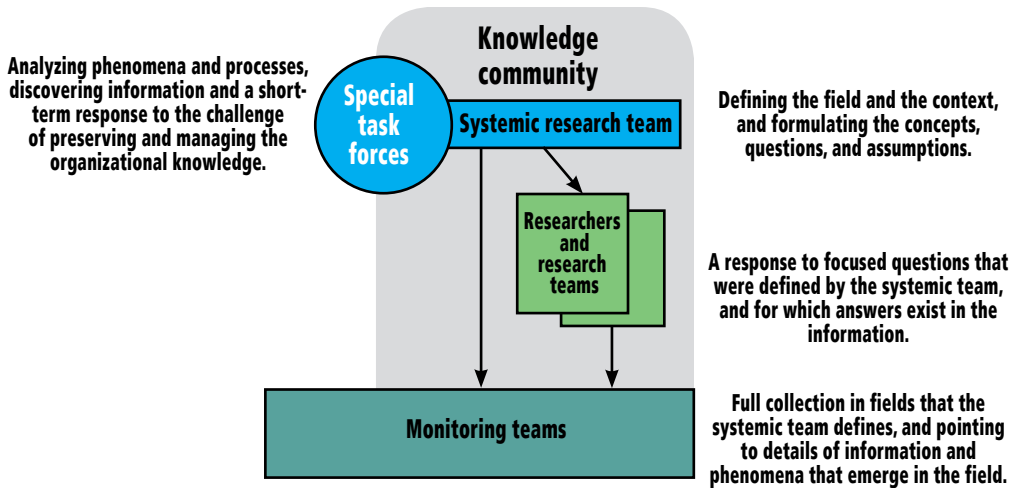 Knowledge
community
Analyzing phenomena and processes,
discovering information and a short-
term response to the challenge
of preserving and managing the
organizational knowledge.
Special
task
forces
Systemic research team
Defining the field and the context,
and formulating the concepts,
questions, and assumptions.
Researchers
and
research
teams
A response to focused questions that
were defined by the systemic team,
and for which answers exist in the
information.
Monitoring teams
Full collection in fields that the
systemic team defines, and pointing
to details of information and
phenomena that emerge in the field.